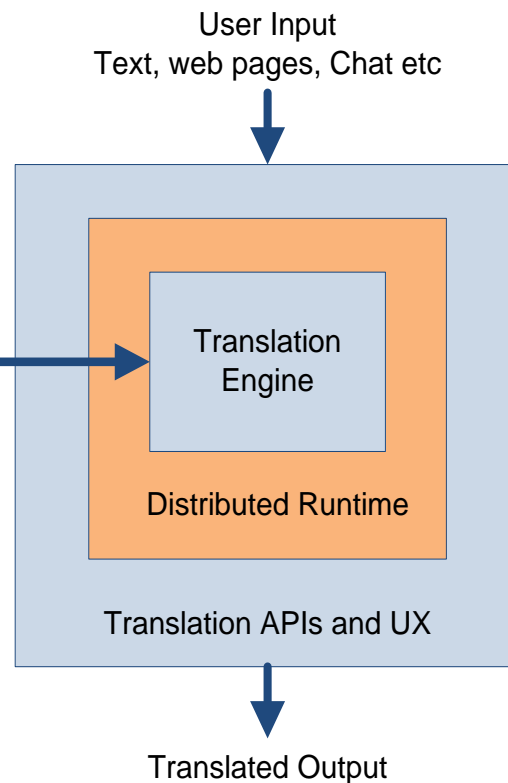 User Input
Text, web pages, Chat etc
Translation
Engine
Distributed Runtime
Translation APIs and UX
Translated Output